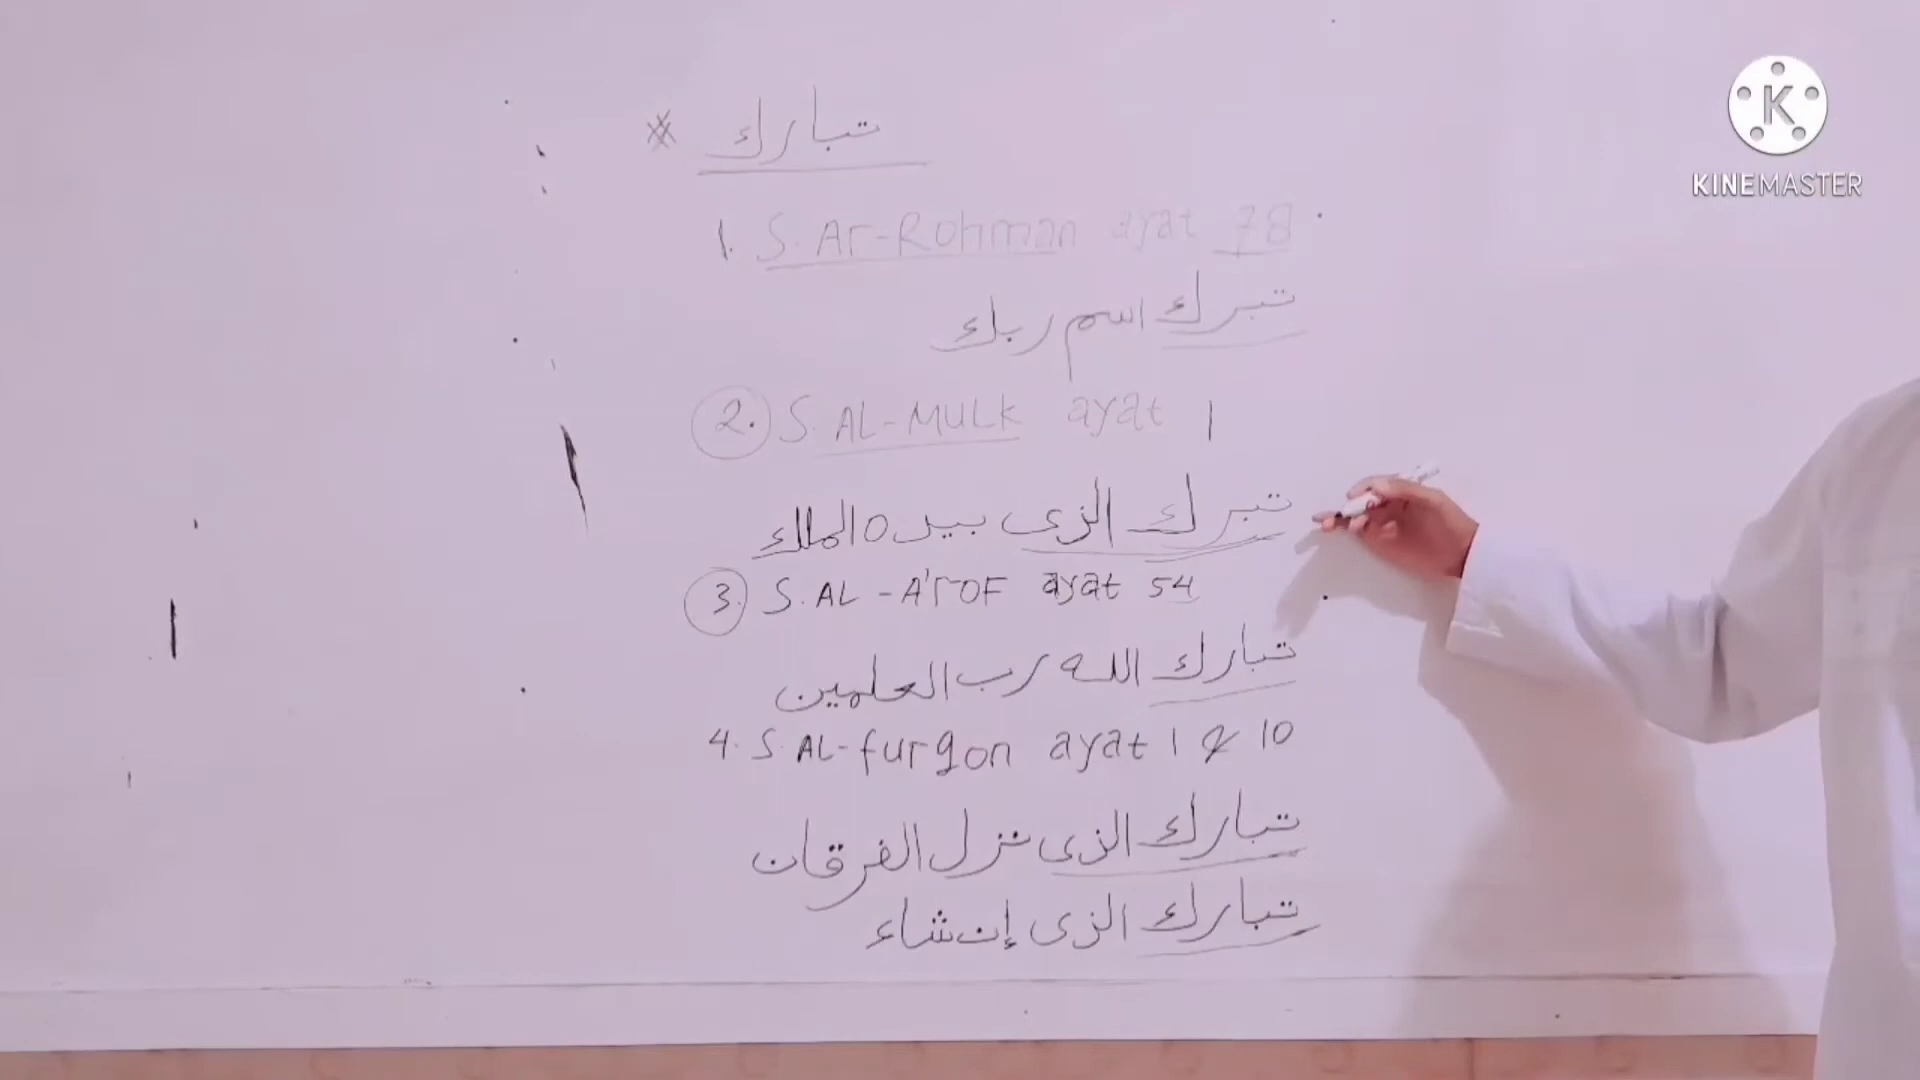 * تبارك
1. S. Ar-Rohman ayat 78
تبرك اسم ربك
2. S. AL-MULK ayat 1
تبرك الزى بيده الملك
3. S. AL-A'rOF ayat 54
تبارك الله رب العلمين
4. S. AL-furqon ayat 1 & 10
تبارك الزى نزل الفرقان
تبارك الزى إن شاء
K
KINEMASTER